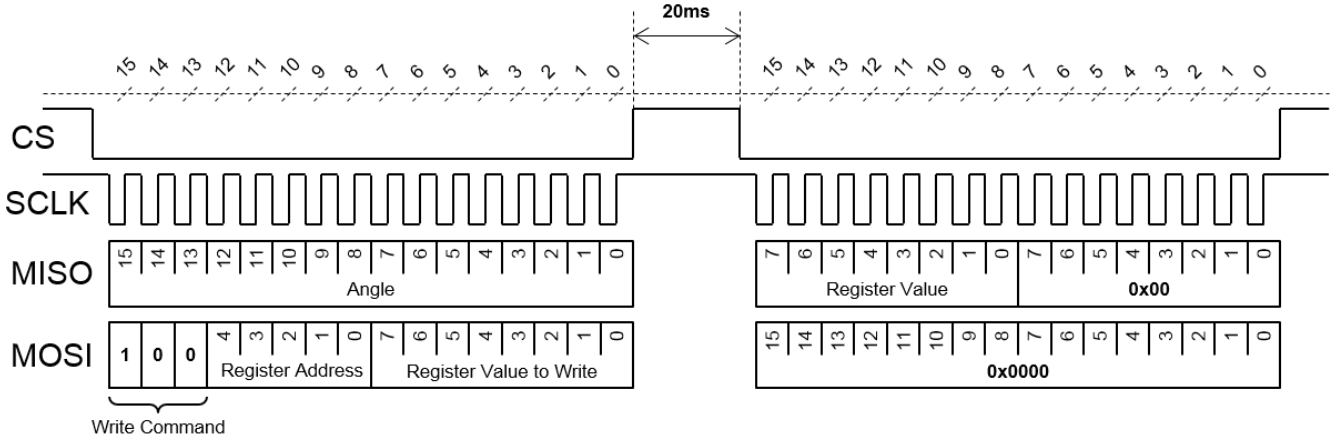 20ms
15 14 13 12 11 10 9 8 7 6 5 4 3 2 1 0 15 14 13 12 11 10 9 8 7 6 5 4 3 2 1 0
CS
SCLK
MISO 15 14 13 12 11 10 9 8 7 6 5 4 3 2 1 0 7 6 5 4 3 2 1 0 7 6 5 4 3 2 1 0
Angle Register Value 0x00
MOSI 1 0 0 4 3 2 1 0 7 6 5 4 3 2 1 0 15 14 13 12 11 10 9 8 7 6 5 4 3 2 1 0
Register Address Register Value to Write 0x0000
Write Command